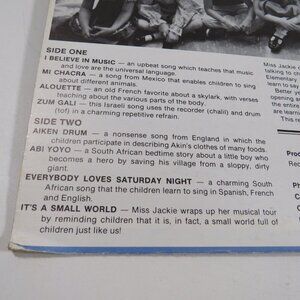 SIDE ONE
I BELIEVE IN MUSIC — an upbeat song which teaches that music
and love are the universal language.
MI CHACRA — a song from Mexico that enables children to sing
about different animals.
ALOUETTE — an old French favorite about a skylark, with verses
teaching about the various parts of the body.
ZUM GALI — this Israeli song uses the recorder (chalil) and drum
(tof) in a charming repetitive refrain.
SIDE TWO
AIKEN DRUM — a nonsense song from England in which the
children participate in describing Akin's clothes of many foods
ABI YOYO — a South African bedtime story about a little boy who
becomes a hero by saving his village from a sloppy, dirty
giant.
EVERYBODY LOVES SATURDAY NIGHT — a charming South
African song that the children learn to sing in Spanish, French
and English.
IT'S A SMALL WORLD — Miss Jackie wraps up her musical tour
by reminding children that it is, in fact, a small world full of
children just like us!
Miss Jackie
talking to
Elementary
Better
opening
This
Rec